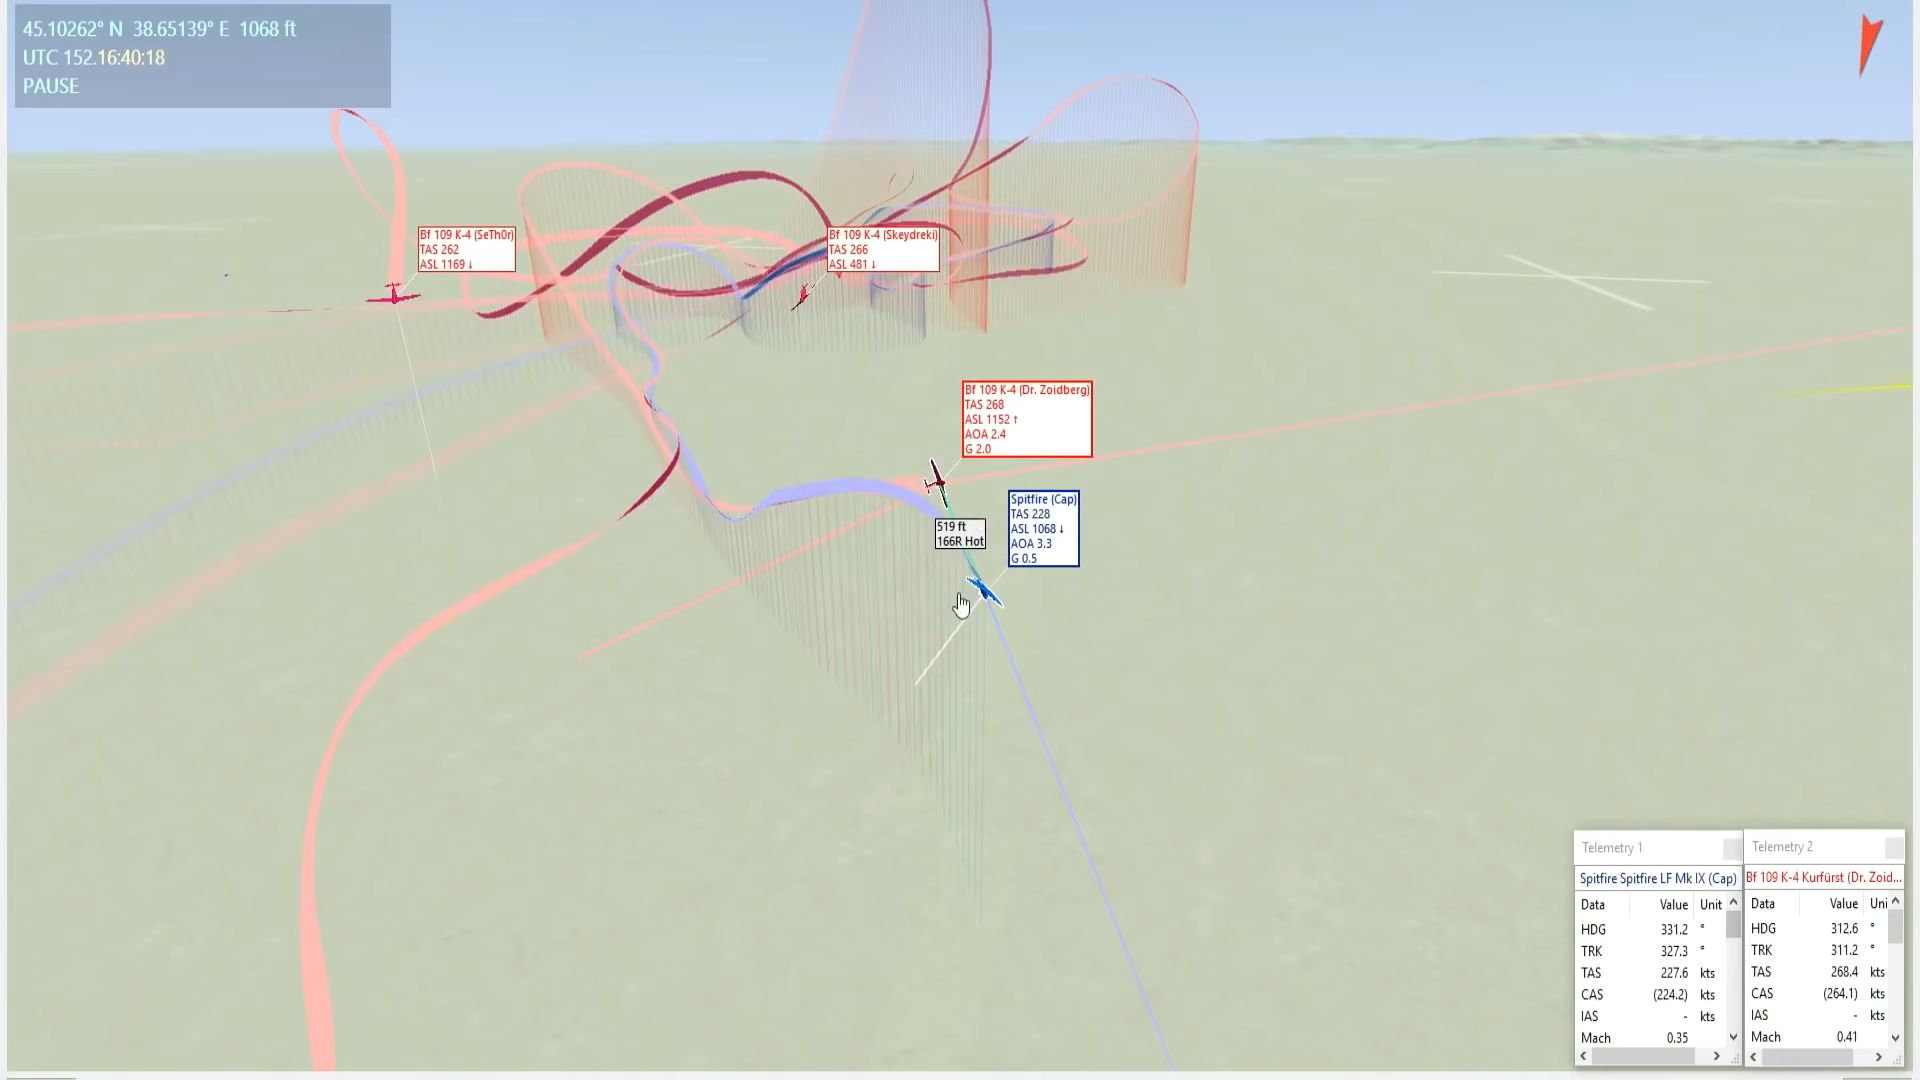 45.10262° N 38.65139° E 1068 ft
UTC 152.16:40:18
PAUSE
Bf 109 K-4 (SeTh0r)
TAS 262
ASL 1169 ↓
Bf 109 K-4 (Skeydreki)
TAS 266
ASL 481 ↓
Bf 109 K-4 (Dr. Zoidberg)
TAS 268
ASL 1152 ↑
AOA 2.4
G 2.0
Spitfire (Cap)
TAS 228
ASL 1068 ↓
AOA 3.3
G 0.5
519 ft
166R Hot
Telemetry 1
Spitfire Spitfire LF Mk IX (Cap)
Data Value Unit
HDG 331.2 °
TRK 327.3 °
TAS 227.6 kts
CAS (224.2) kts
IAS - kts
Mach 0.35
Telemetry 2
Bf 109 K-4 Kurfürst (Dr. Zoid...
Data Value Uni
HDG 312.6 °
TRK 311.2 °
TAS 268.4 kts
CAS (264.1) kts
IAS - kts
Mach 0.41